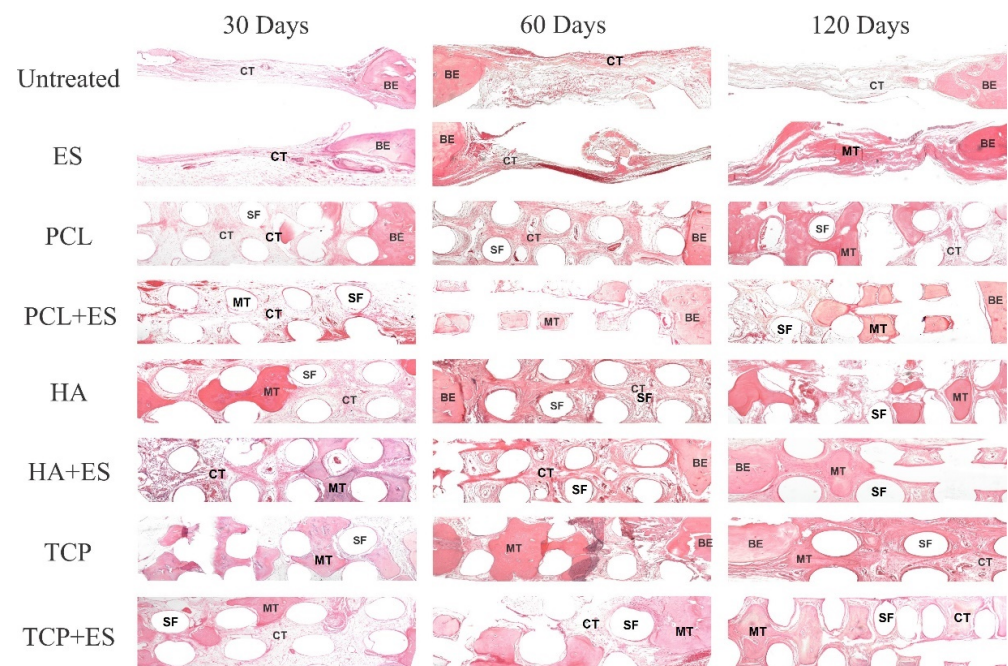 30 Days 60 Days 120 Days
Untreated CT BE BE CT CT BE
ES CT BE BE CT MT BE
PCL SF CT CT BE CT SF BE SF MT CT
PCL+ES MT CT SF MT BE SF MT BE
HA MT SF CT BE SF CT SF SF MT
HA+ES CT MT CT SF BE BE MT SF
TCP MT SF MT BE BE MT SF CT
TCP+ES SF MT CT CT SF MT MT SF CT